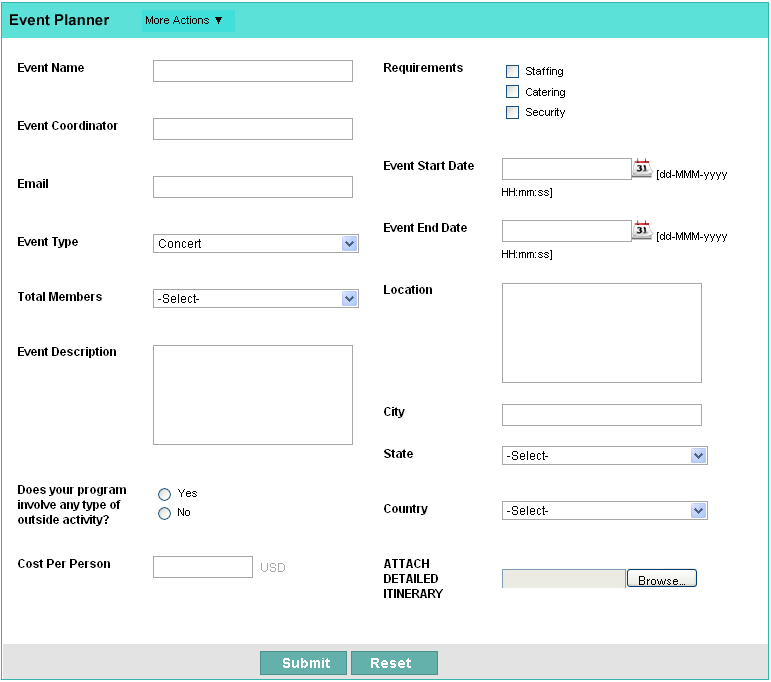 Event Planner
More Actions ▼
Event Name
Event Coordinator
Email
Event Type
Concert
Total Members
-Select-
Event Description
Does your program
involve any type of
outside activity?
Yes
No
Cost Per Person
USD
Requirements
Staffing
Catering
Security
Event Start Date
31
[dd-MMM-yyyy
HH:mm:ss]
Event End Date
31
[dd-MMM-yyyy
HH:mm:ss]
Location
City
State
-Select-
Country
-Select-
ATTACH
DETAILED
ITINERARY
Browse...
Submit
Reset